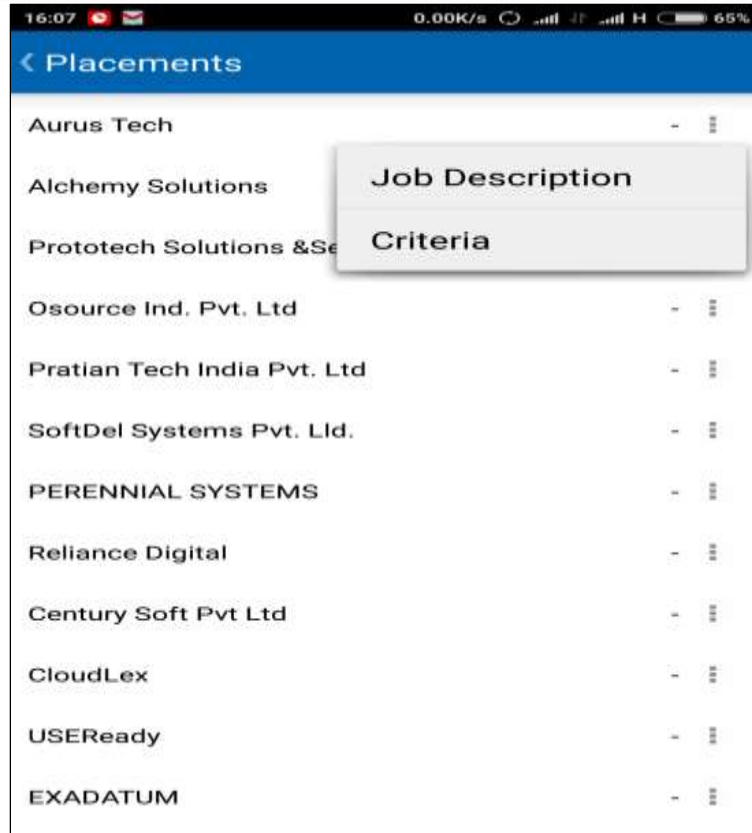 16:07 0.00K/s H 65%
Placements
Aurus Tech -
Job Description
Alchemy Solutions
Criteria
Prototech Solutions &Se
Osource Ind. Pvt. Ltd -
Pratian Tech India Pvt. Ltd -
SoftDel Systems Pvt. Lld. -
PERENNIAL SYSTEMS -
Reliance Digital -
Century Soft Pvt Ltd -
CloudLex -
USEReady -
EXADATUM -